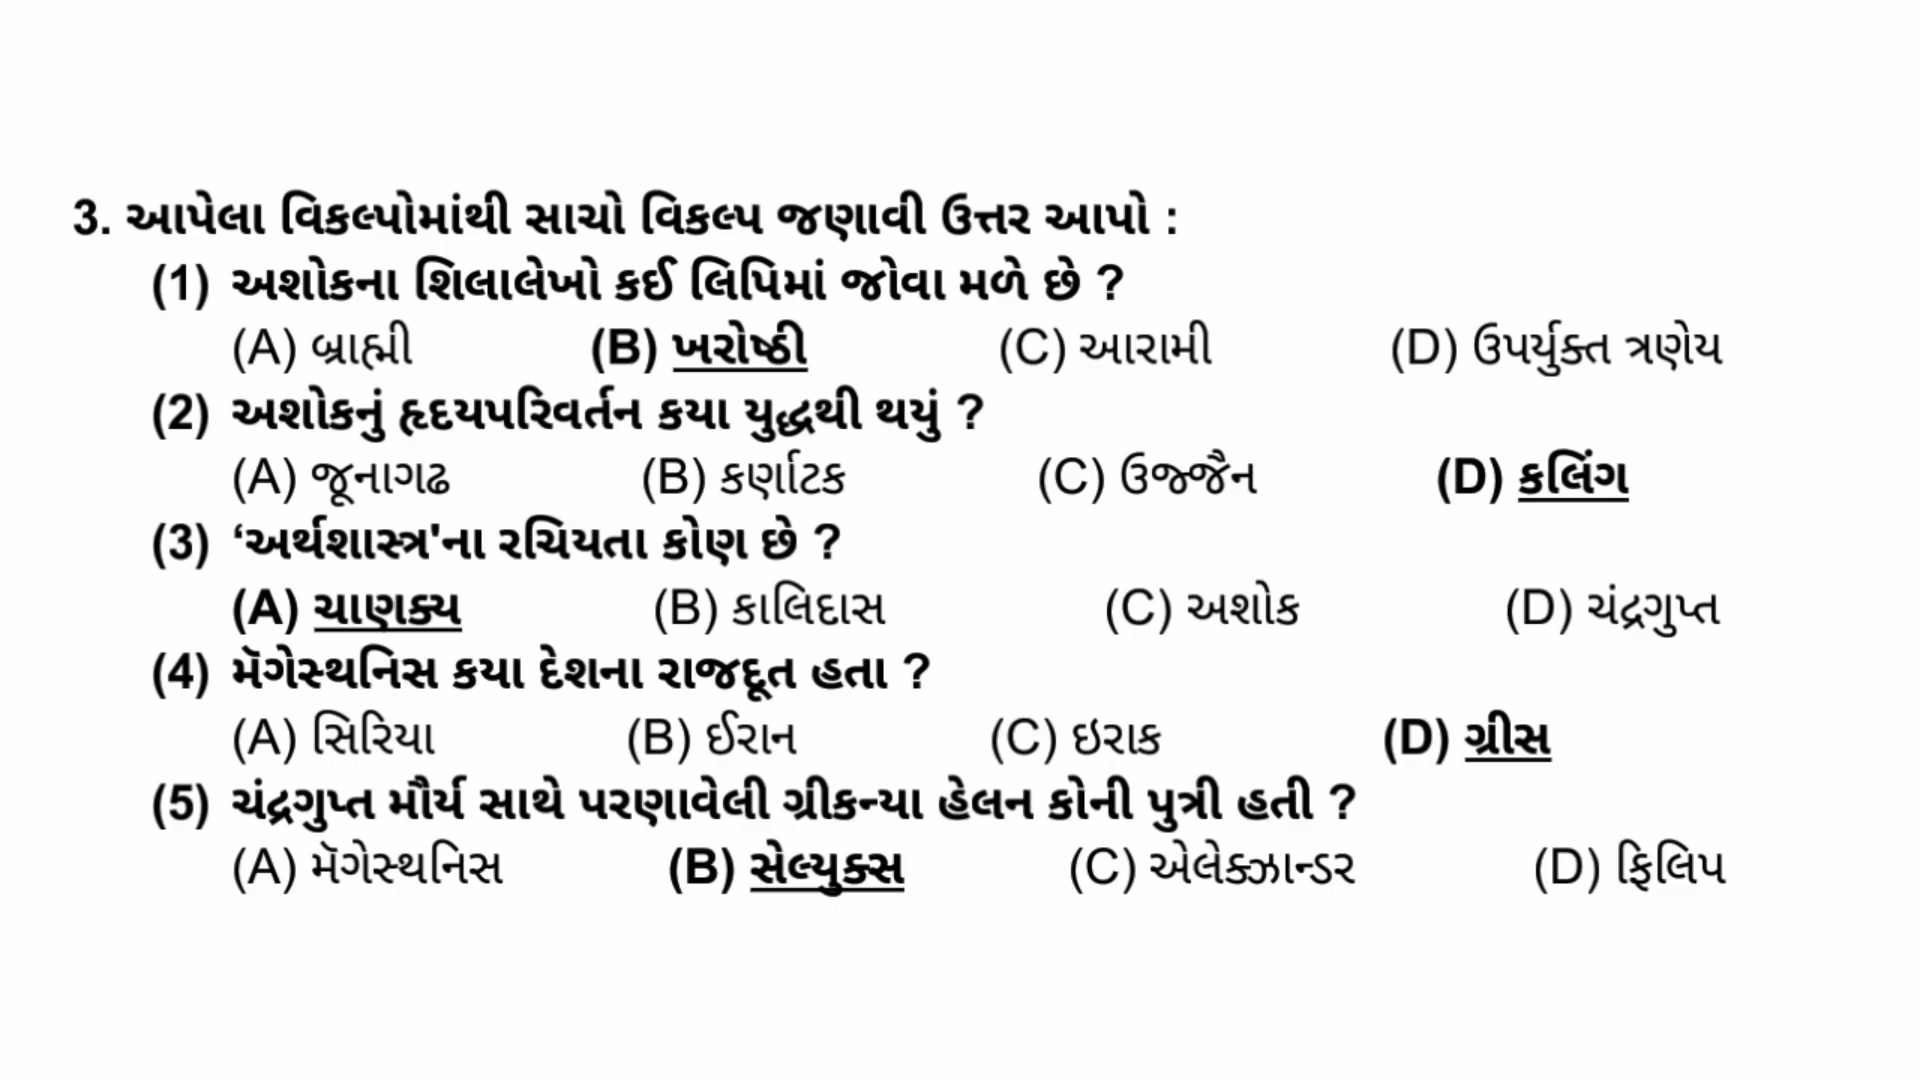 3. આપેલા વિકલ્પોમાંથી સાચો વિકલ્પ જણાવી ઉત્તર આપો :
(1) અશોકના શિલાલેખો કઈ લિપિમાં જોવા મળે છે ?
(A) બ્રાહ્મી (B) ખરોષ્ઠી (C) આરામી (D) ઉપર્યુક્ત ત્રણેય
(2) અશોકનું હૃદયપરિવર્તન કયા યુદ્ધથી થયું ?
(A) જૂનાગઢ (B) કર્ણાટક (C) ઉજ્જૈન (D) કલિંગ
(3) ‘અર્થશાસ્ત્ર'ના રચિયતા કોણ છે ?
(A) ચાણક્ય (B) કાલિદાસ (C) અશોક (D) ચંદ્રગુપ્ત
(4) મૅગેસ્થનિસ કયા દેશના રાજદૂત હતા ?
(A) સિરિયા (B) ઈરાન (C) ઇરાક (D) ગ્રીસ
(5) ચંદ્રગુપ્ત મૌર્ય સાથે પરણાવેલી ગ્રીકન્યા હેલન કોની પુત્રી હતી ?
(A) મૅગેસ્થનિસ (B) સેલ્યુક્સ (C) એલેક્ઝાન્ડર (D) ફિલિપ